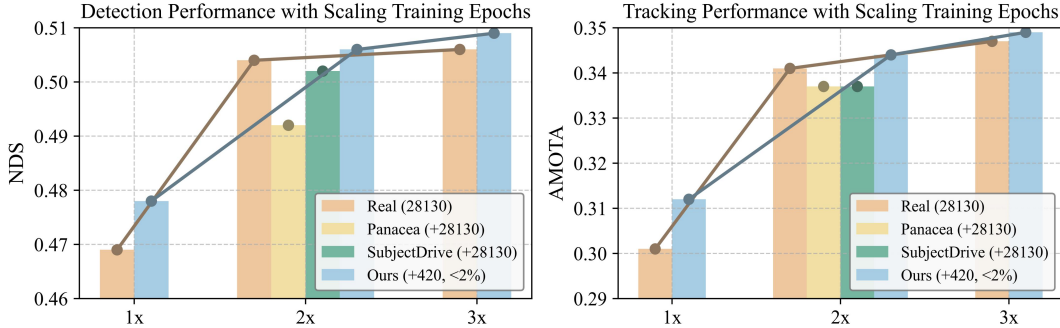 Detection Performance with Scaling Training Epochs
NDS
0.51
0.50
0.49
0.48
0.47
0.46
1x
2x
3x
Real (28130)
Panacea (+28130)
SubjectDrive (+28130)
Ours (+420, <2%)
Tracking Performance with Scaling Training Epochs
AMOTA
0.35
0.34
0.33
0.32
0.31
0.30
0.29
1x
2x
3x
Real (28130)
Panacea (+28130)
SubjectDrive (+28130)
Ours (+420, <2%)